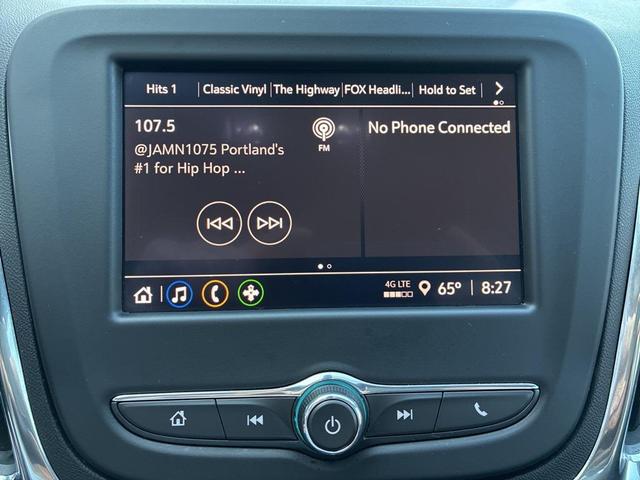 Hits 1 Classic Vinyl The Highway FOX Headli... Hold to Set
107.5
FM
No Phone Connected
@JAMN1075 Portland's
#1 for Hip Hop ...
4G LTE
65° 8:27